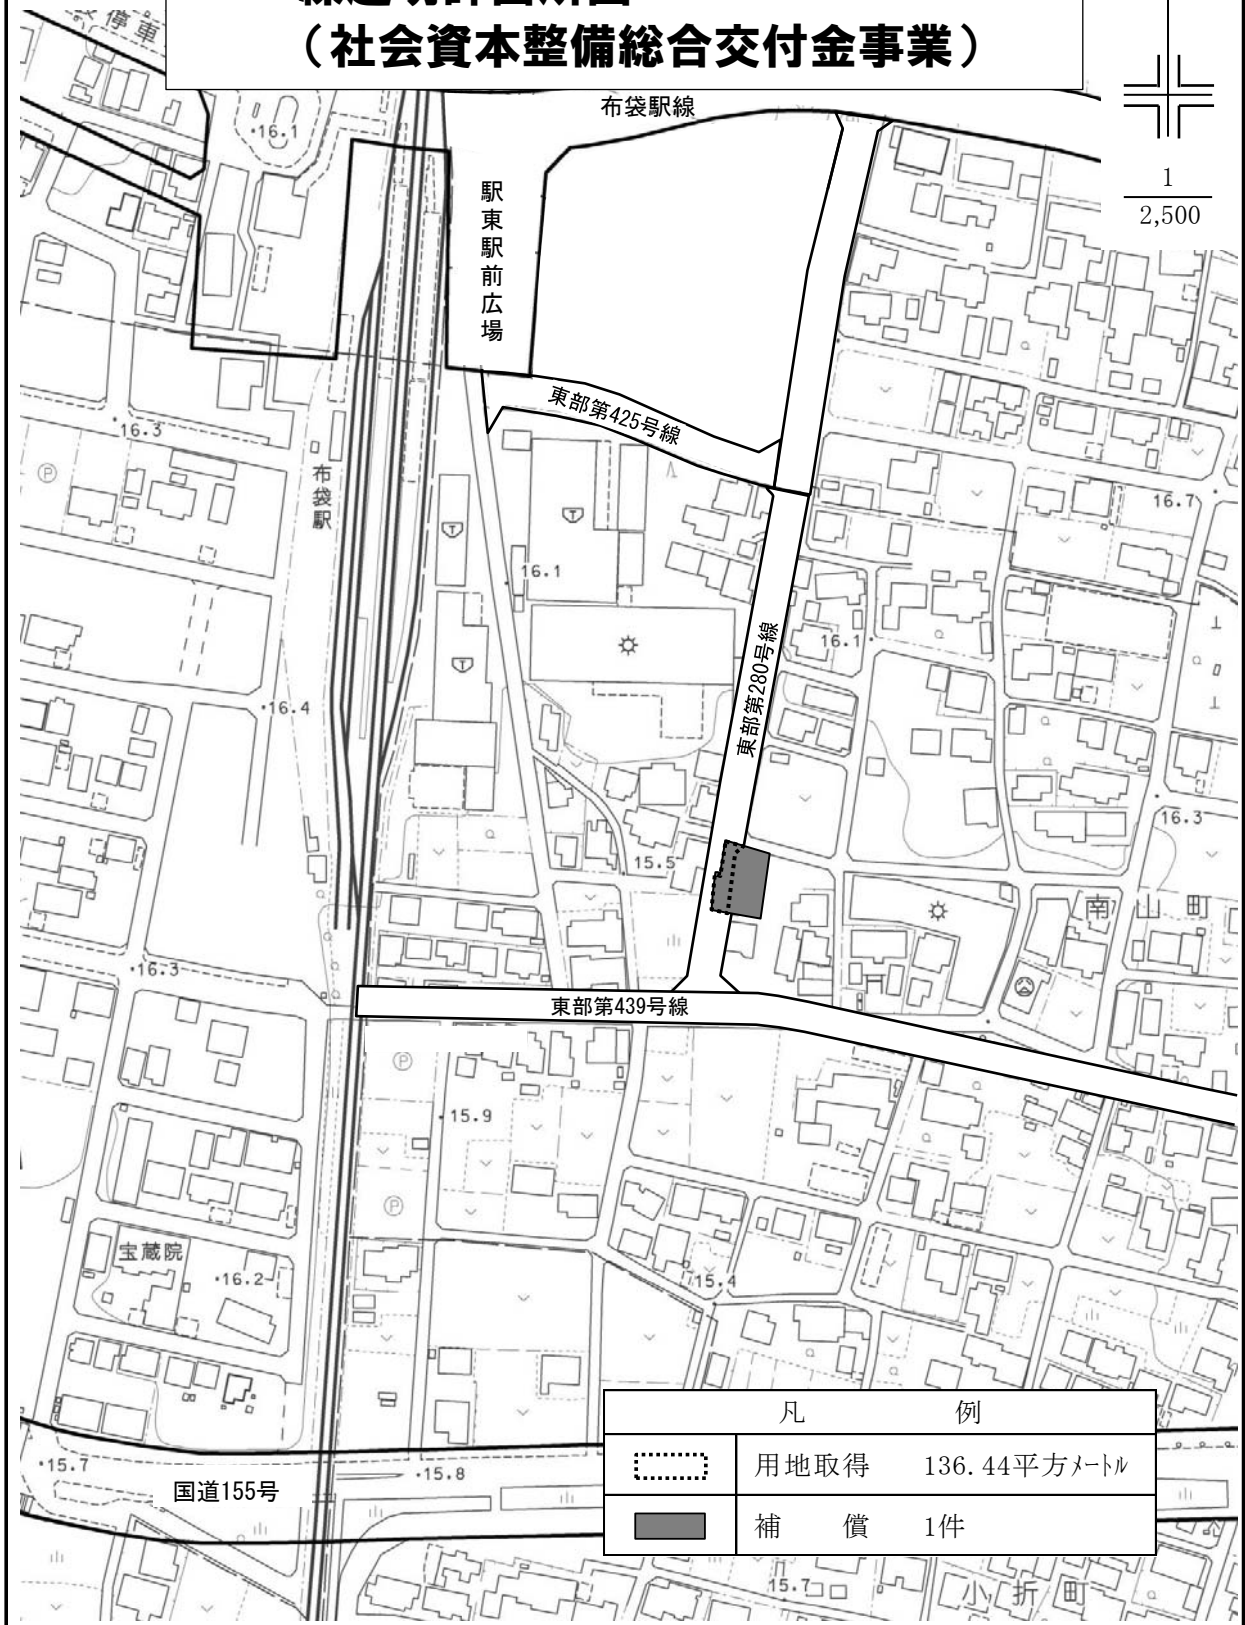 （社会資本整備総合交付金事業）
停車
布袋駅線
1
2,500
・16.1
駅東駅前広場
東部第425号線
・16.3
Ⓟ
布袋駅
16.7
16.1
16.1
東部第280号線
・16.4
16.3
15.5
南山町
・16.3
東部第439号線
Ⓟ
・15.9
Ⓟ
宝蔵院
・16.2
15.4
凡 例
用地取得 136.44平方メートル
補 償 1件
・15.7
・15.8
国道155号
15.7
小折町